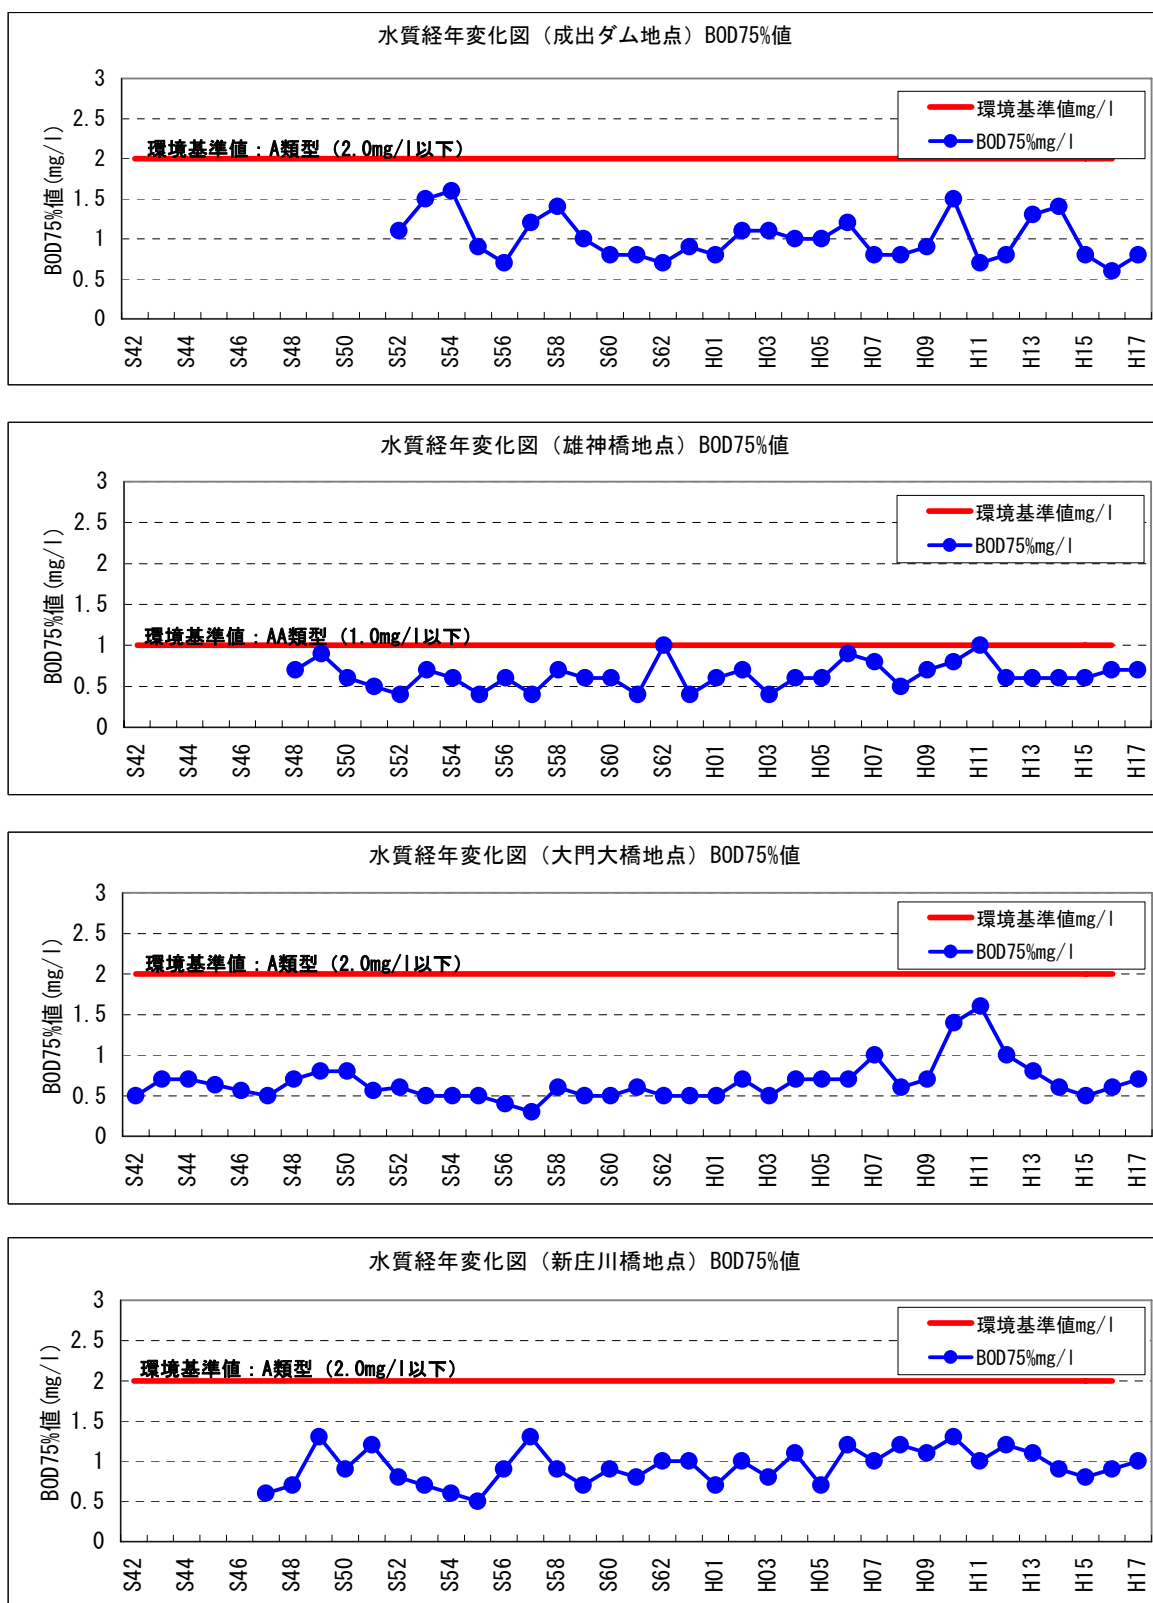 水質経年変化図（成出ダム地点）BOD75%値
BOD75%値(mg/l)
3
2.5
2
1.5
1
0.5
0
環境基準値mg/l
BOD75%mg/l
環境基準値：A類型（2.0mg/l以下）
S42 S44 S46 S48 S50 S52 S54 S56 S58 S60 S62 H01 H03 H05 H07 H09 H11 H13 H15 H17
水質経年変化図（雄神橋地点）BOD75%値
BOD75%値(mg/l)
3
2.5
2
1.5
1
0.5
0
環境基準値mg/l
BOD75%mg/l
環境基準値：AA類型（1.0mg/l以下）
S42 S44 S46 S48 S50 S52 S54 S56 S58 S60 S62 H01 H03 H05 H07 H09 H11 H13 H15 H17
水質経年変化図（大門大橋地点）BOD75%値
BOD75%値(mg/l)
3
2.5
2
1.5
1
0.5
0
環境基準値mg/l
BOD75%mg/l
環境基準値：A類型（2.0mg/l以下）
S42 S44 S46 S48 S50 S52 S54 S56 S58 S60 S62 H01 H03 H05 H07 H09 H11 H13 H15 H17
水質経年変化図（新庄川橋地点）BOD75%値
BOD75%値(mg/l)
3
2.5
2
1.5
1
0.5
0
環境基準値mg/l
BOD75%mg/l
環境基準値：A類型（2.0mg/l以下）
S42 S44 S46 S48 S50 S52 S54 S56 S58 S60 S62 H01 H03 H05 H07 H09 H11 H13 H15 H17